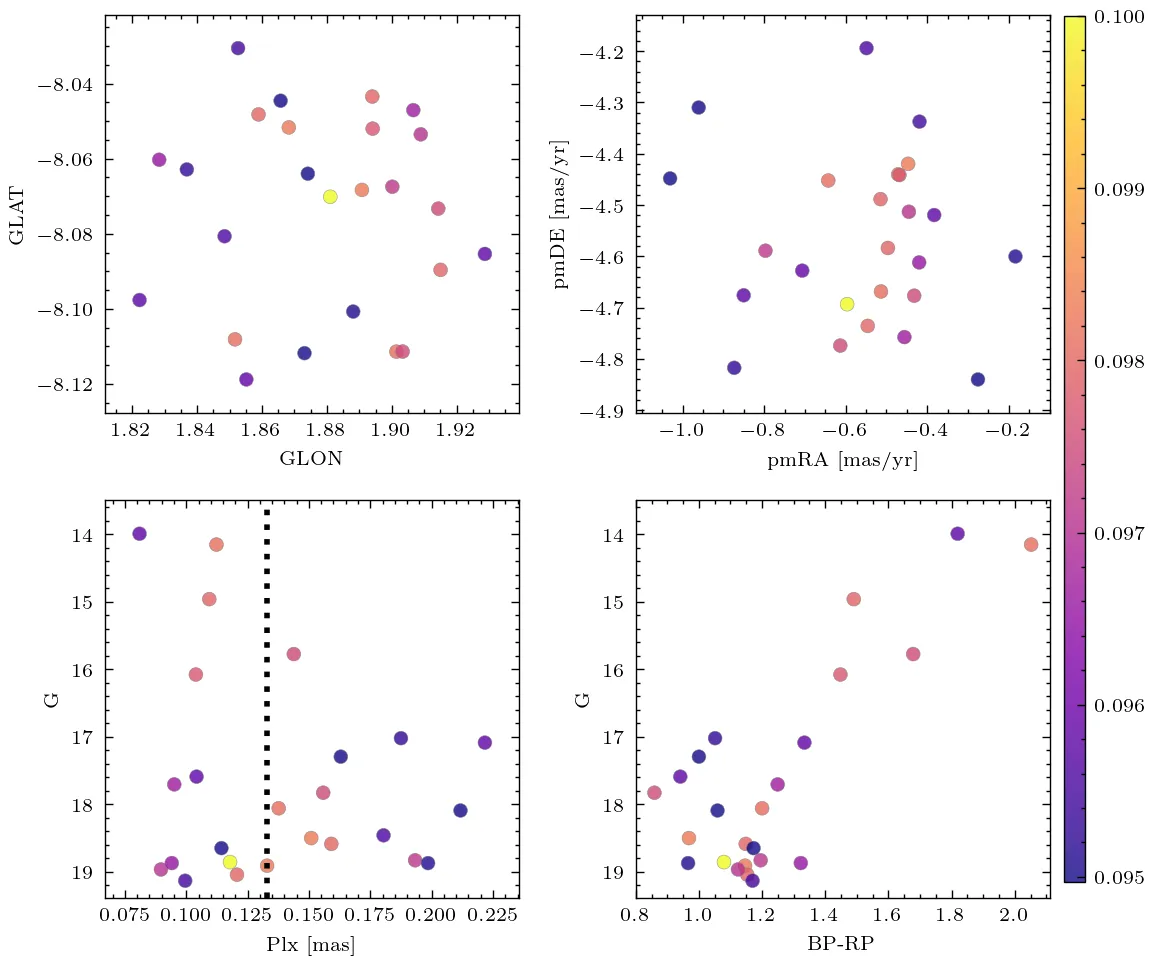 −8.04
−8.06
−8.08
−8.10
−8.12
GLAT
1.82 1.84 1.86 1.88 1.90 1.92
GLON
−4.2
−4.3
−4.4
−4.5
−4.6
−4.7
−4.8
−4.9
pmDE [mas/yr]
−1.0 −0.8 −0.6 −0.4 −0.2
pmRA [mas/yr]
14
15
16
17
18
19
G
0.075 0.100 0.125 0.150 0.175 0.200 0.225
Plx [mas]
14
15
16
17
18
19
G
0.8 1.0 1.2 1.4 1.6 1.8 2.0
BP-RP
0.100
0.099
0.098
0.097
0.096
0.095